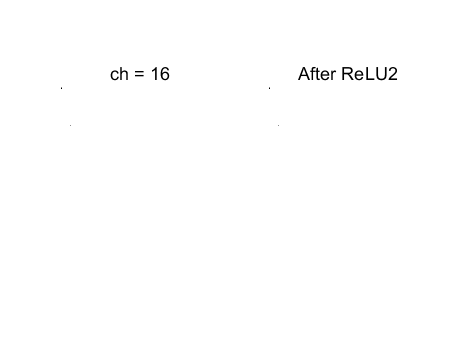 ch = 16
After ReLU2